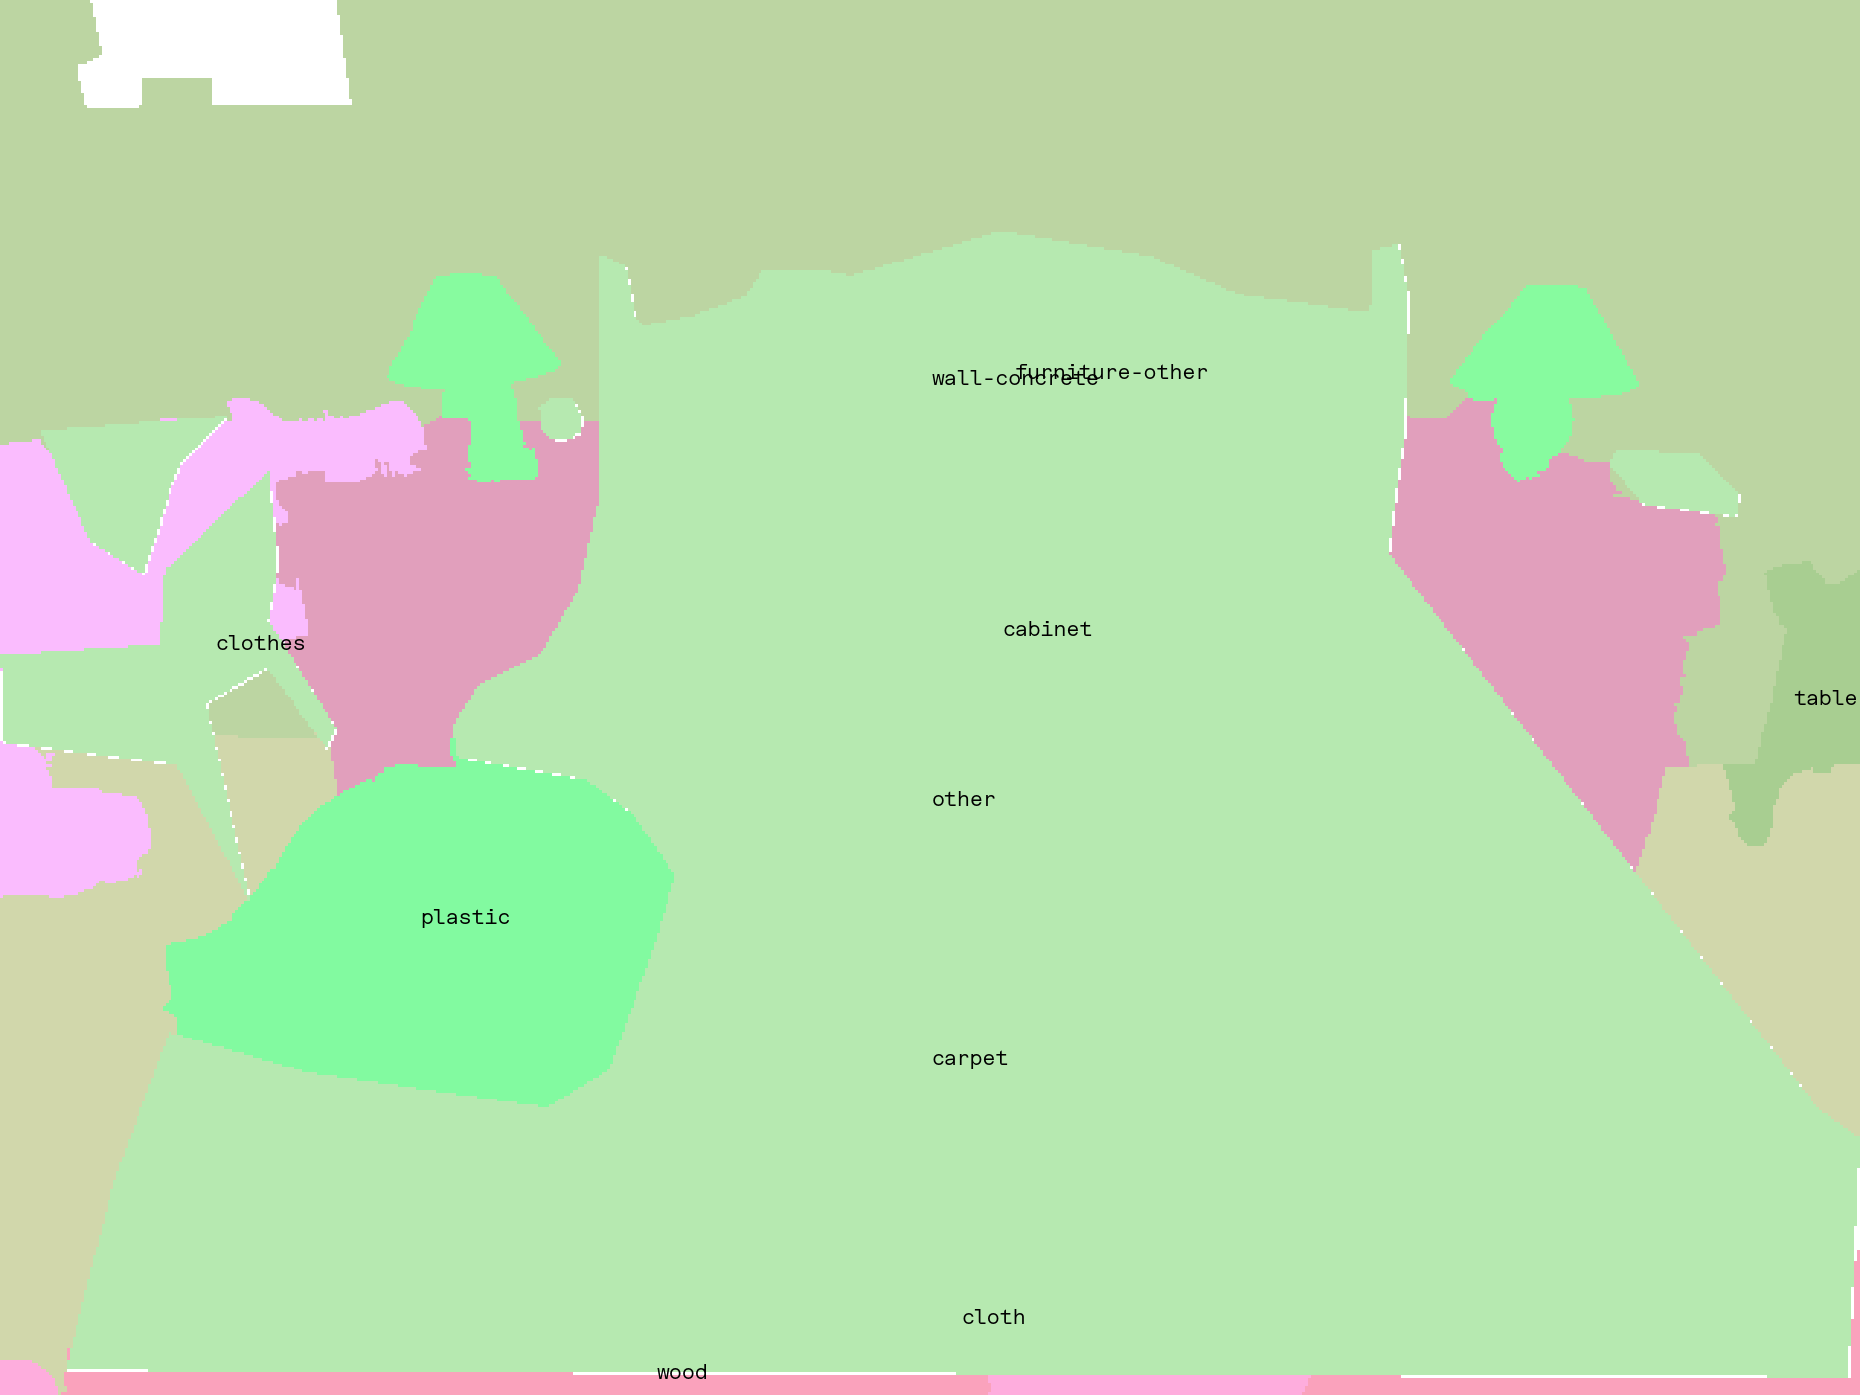 furniture-other
wall-concrete
cabinet
clothes
table
other
plastic
carpet
cloth
wood